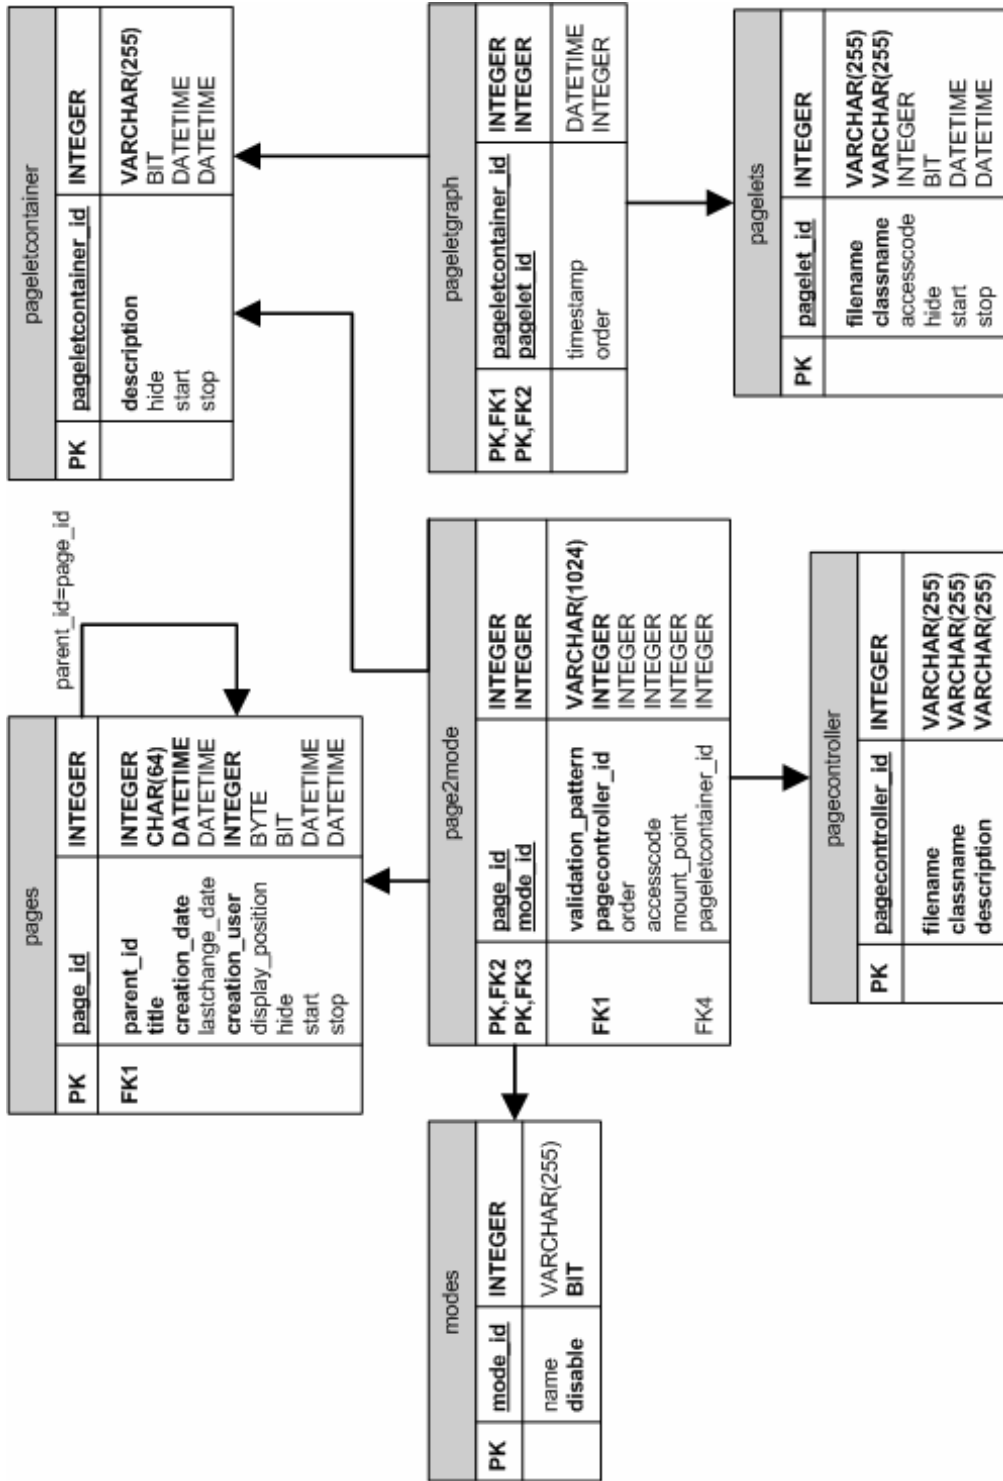 pages
PK page_id INTEGER
FK1 parent_id INTEGER
title CHAR(64)
creation_date DATETIME
lastchange_date DATETIME
creation_user INTEGER
display_position BYTE
hide BIT
start DATETIME
stop DATETIME
parent_id=page_id
pageletcontainer
PK pageletcontainer_id INTEGER
description VARCHAR(255)
hide BIT
start DATETIME
stop DATETIME
modes
PK mode_id INTEGER
name VARCHAR(255)
disable BIT
page2mode
PK,FK2 page_id INTEGER
PK,FK3 mode_id INTEGER
validation_pattern VARCHAR(1024)
FK1 pagecontroller_id INTEGER
order INTEGER
accesscode INTEGER
mount_point INTEGER
FK4 pageletcontainer_id INTEGER
pageletgraph
PK,FK1 pageletcontainer_id INTEGER
PK,FK2 pagelet_id INTEGER
timestamp DATETIME
order INTEGER
pagecontroller
PK pagecontroller_id INTEGER
filename VARCHAR(255)
classname VARCHAR(255)
description VARCHAR(255)
pagelets
PK pagelet_id INTEGER
filename VARCHAR(255)
classname VARCHAR(255)
accesscode INTEGER
hide BIT
start DATETIME
stop DATETIME